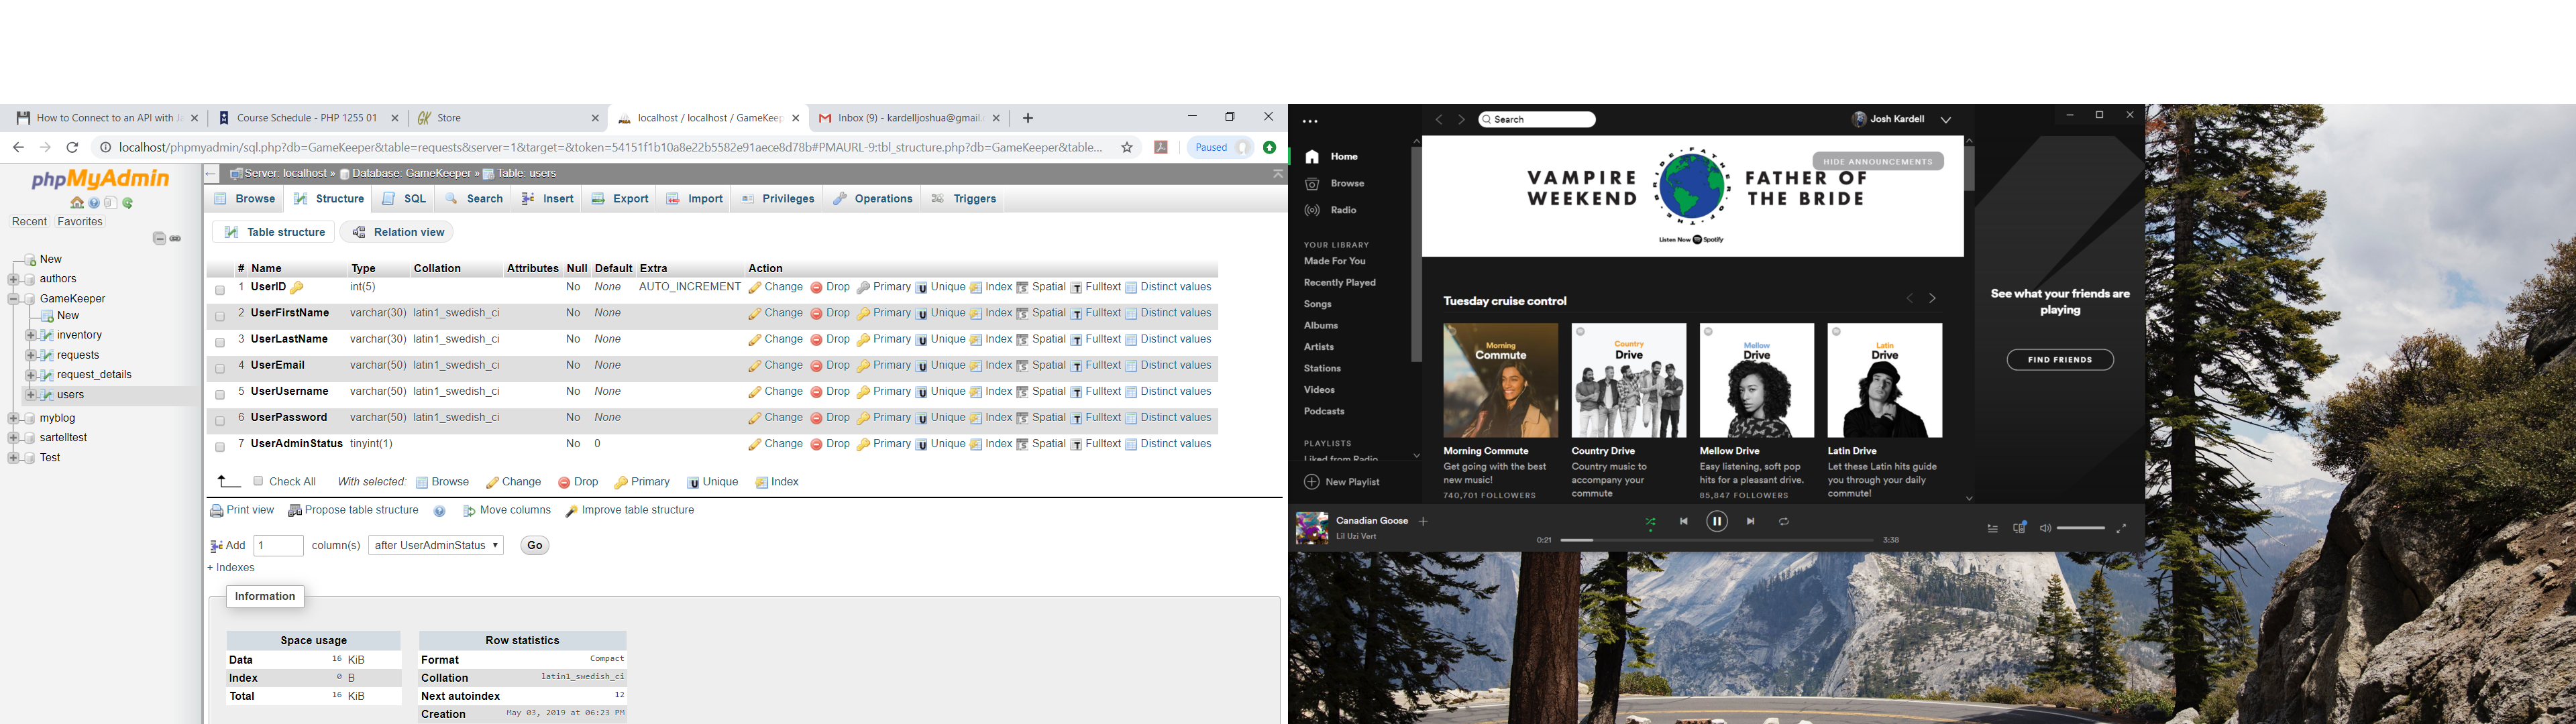 How to Connect to an API with Ja
Course Schedule - PHP 1255 01
GK Store
localhost / localhost / GameKeep
Inbox (9) - kardelljoshua@gmail.
localhost/phpmyadmin/sql.php?db=GameKeeper&table=requests&server=1&target=&token=54151f1b10a8e22b5582e91aece8d78b#PMAURL-9:tbl_structure.php?db=GameKeeper&table...
Paused
phpMyAdmin
Recent Favorites
New
authors
GameKeeper
New
inventory
requests
request_details
users
myblog
sartelltest
Test
Server: localhost » Database: GameKeeper » Table: users
Browse Structure SQL Search Insert Export Import Privileges Operations Triggers
Table structure Relation view
# Name Type Collation Attributes Null Default Extra Action
1 UserID int(5) No None AUTO_INCREMENT Change Drop Primary Unique Index Spatial Fulltext Distinct values
2 UserFirstName varchar(30) latin1_swedish_ci No None Change Drop Primary Unique Index Spatial Fulltext Distinct values
3 UserLastName varchar(30) latin1_swedish_ci No None Change Drop Primary Unique Index Spatial Fulltext Distinct values
4 UserEmail varchar(50) latin1_swedish_ci No None Change Drop Primary Unique Index Spatial Fulltext Distinct values
5 UserUsername varchar(50) latin1_swedish_ci No None Change Drop Primary Unique Index Spatial Fulltext Distinct values
6 UserPassword varchar(50) latin1_swedish_ci No None Change Drop Primary Unique Index Spatial Fulltext Distinct values
7 UserAdminStatus tinyint(1) No 0 Change Drop Primary Unique Index Spatial Fulltext Distinct values
Check All With selected: Browse Change Drop Primary Unique Index
Print view Propose table structure Move columns Improve table structure
Add 1 column(s) after UserAdminStatus Go
+ Indexes
Information
Space usage
Data 16 KiB
Index 0 B
Total 16 KiB
Row statistics
Format Compact
Collation latin1_swedish_ci
Next autoindex 12
Creation May 03, 2019 at 06:23 PM
Search
Josh Kardell
Home
Browse
Radio
YOUR LIBRARY
Made For You
Recently Played
Songs
Albums
Artists
Stations
Videos
Podcasts
PLAYLISTS
Liked from Radio
New Playlist
HIDE ANNOUNCEMENTS
VAMPIRE WEEKEND
FATHER OF THE BRIDE
FATHER OF THE BRIDE
Listen Now Spotify
Tuesday cruise control
Morning Commute
Country Drive
Mellow Drive
Latin Drive
Morning Commute
Get going with the best
new music!
740,701 FOLLOWERS
Country Drive
Country music to
accompany your
commute
Mellow Drive
Easy listening, soft pop
hits for a pleasant drive.
85,847 FOLLOWERS
Latin Drive
Let these Latin hits guide
you through your daily
commute!
See what your friends are
playing
FIND FRIENDS
Canadian Goose
Lil Uzi Vert
0:21
3:38